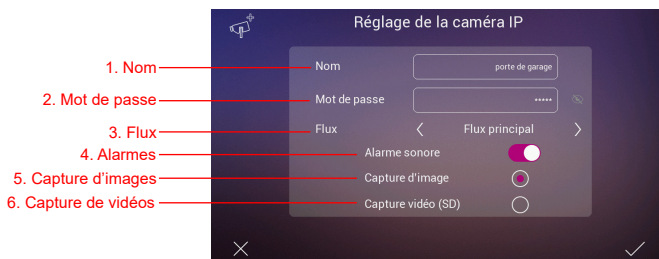 Réglage de la caméra IP
1. Nom
Nom
porte de garage
2. Mot de passe
Mot de passe
*****
3. Flux
Flux
Flux principal
4. Alarmes
Alarme sonore
5. Capture d'images
Capture d'image
6. Capture de vidéos
Capture vidéo (SD)